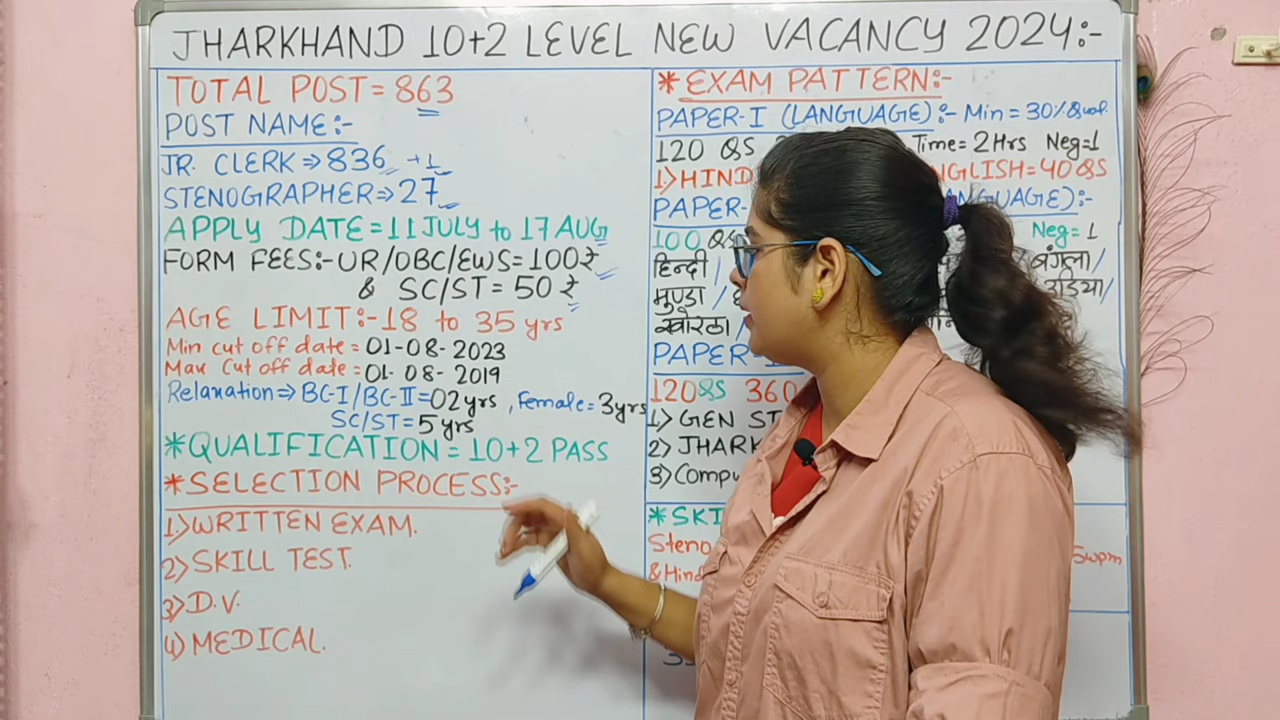 JHARKHAND 10+2 LEVEL NEW VACANCY 2024:-
TOTAL POST = 863
POST NAME:-
JR. CLERK ⇒ 836 +1
STENOGRAPHER ⇒ 27
APPLY DATE = 11 JULY to 17 AUG
FORM FEES:- UR/OBC/EWS = 100₹
& SC/ST = 50 ₹
AGE LIMIT:- 18 to 35 yrs
Min cut off date = 01-08-2023
Max Cut off date = 01-08-2019
Relaxation ⇒ BC-I/BC-II = 02 yrs, Female = 3 yrs
SC/ST = 5 yrs
*QUALIFICATION = 10+2 PASS
*SELECTION PROCESS:-
1) WRITTEN EXAM.
2) SKILL TEST.
3) D.V.
4) MEDICAL.
* EXAM PATTERN:-
PAPER-I (LANGUAGE):- Min = 30%
120 QS Time = 2 Hrs Neg = 1
1) HIND NGLISH = 40 QS
PAPER- NGUAGE):-
100 QS Neg = 1
हिन्दी / बंगला/
मुण्डा / उड़िया/
खोरठा /
PAPER-
120 QS 360
1) GEN ST
2) JHARK
3) Compu
* SKI
Steno 5wpm
& Hind